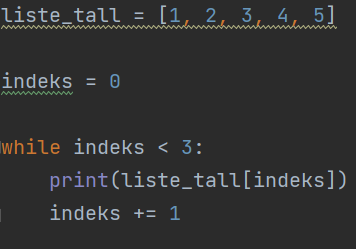 liste_tall = [1, 2, 3, 4, 5]
indeks = 0
while indeks < 3:
    print(liste_tall[indeks])
    indeks += 1